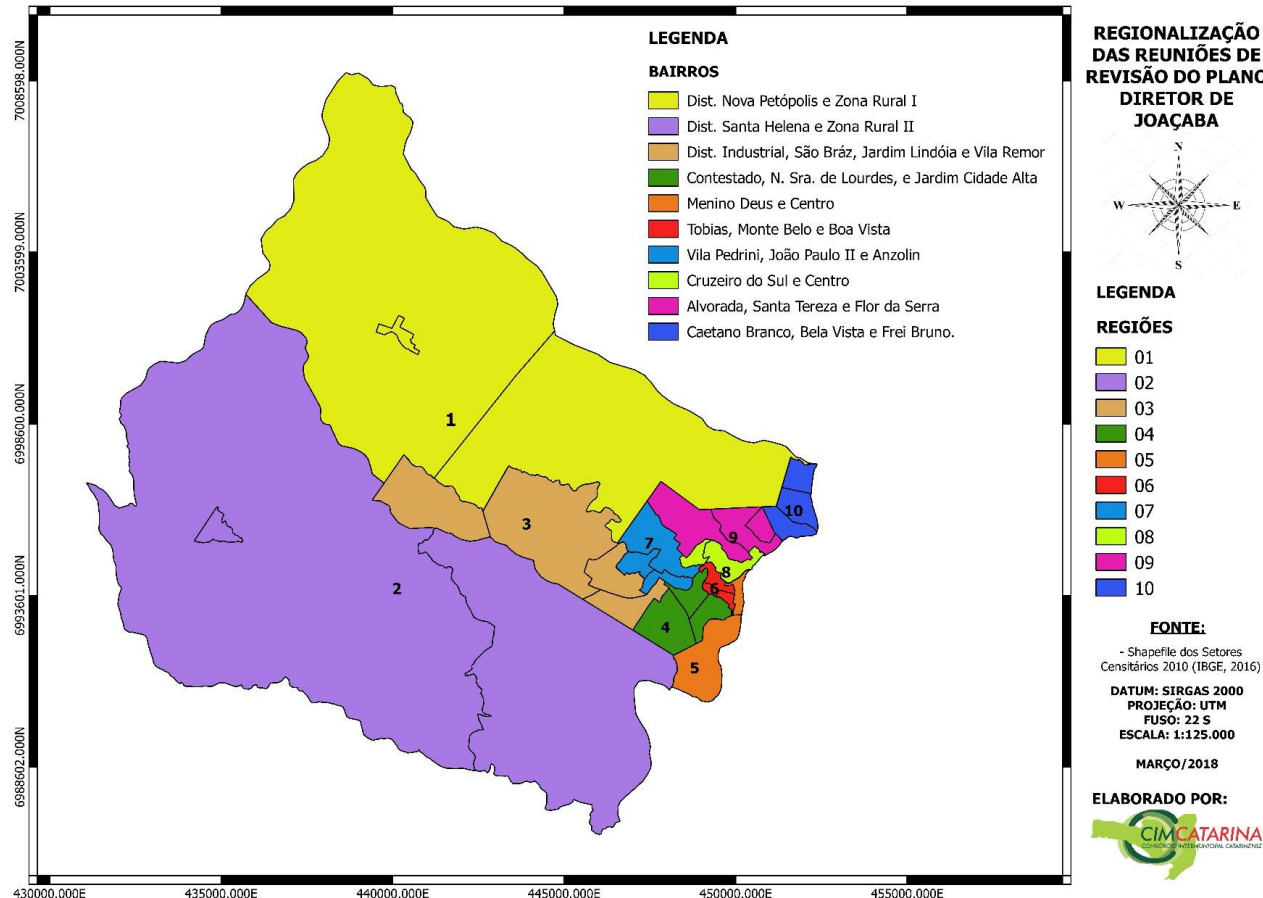 LEGENDA
BAIRROS
Dist. Nova Petópolis e Zona Rural I
Dist. Santa Helena e Zona Rural II
Dist. Industrial, São Bráz, Jardim Lindóia e Vila Remor
Contestado, N. Sra. de Lourdes, e Jardim Cidade Alta
Menino Deus e Centro
Tobias, Monte Belo e Boa Vista
Vila Pedrini, João Paulo II e Anzolin
Cruzeiro do Sul e Centro
Alvorada, Santa Tereza e Flor da Serra
Caetano Branco, Bela Vista e Frei Bruno.
1
2
3
4
5
6
7
8
9
10
7008598.000N
7003599.000N
6998600.000N
6993601.000N
6988602.000N
430000.000E
435000.000E
440000.000E
445000.000E
450000.000E
455000.000E
REGIONALIZAÇÃO
DAS REUNIÕES DE
REVISÃO DO PLANO
DIRETOR DE
JOAÇABA
N
W
E
S
LEGENDA
REGIÕES
01
02
03
04
05
06
07
08
09
10
FONTE:
- Shapefile dos Setores
Censitários 2010 (IBGE, 2016)
DATUM: SIRGAS 2000
PROJEÇÃO: UTM
FUSO: 22 S
ESCALA: 1:125.000
MARÇO/2018
ELABORADO POR:
CIMCATARINA
CONSÓRCIO INTERMUNICIPAL CATARINENSE